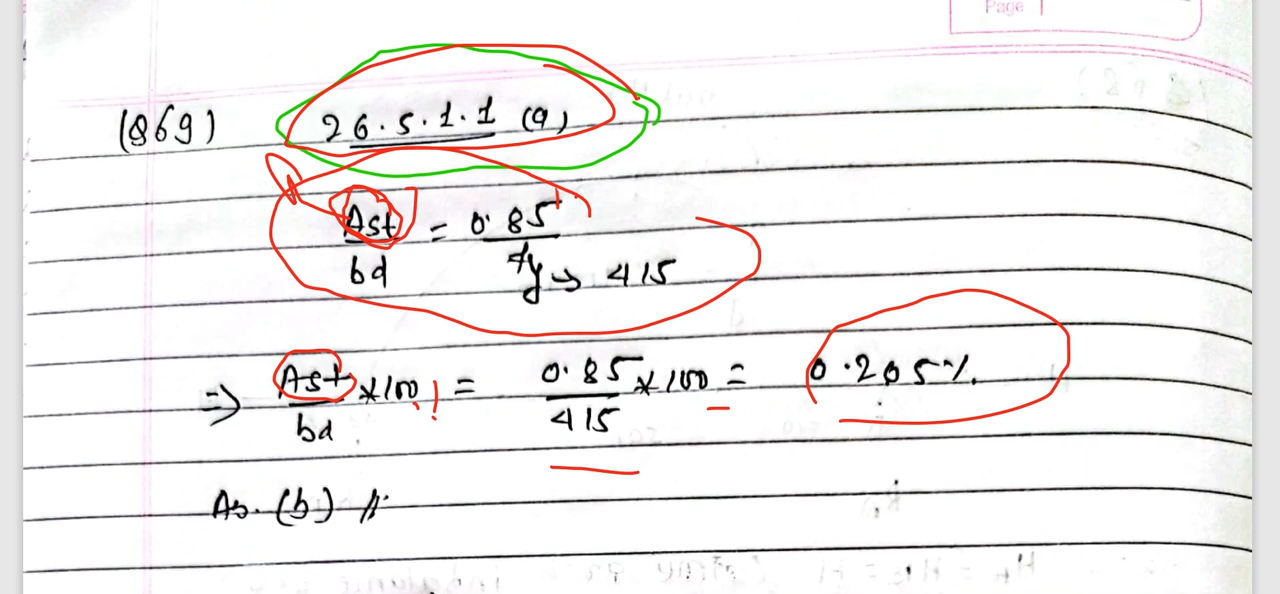 Page
(869) 26.5.1.1 (a)
Ast/bd = 0.85/fy → 415
⇒ Ast/bd * 100 = 0.85/415 * 100 = 0.205%
As. (b) //